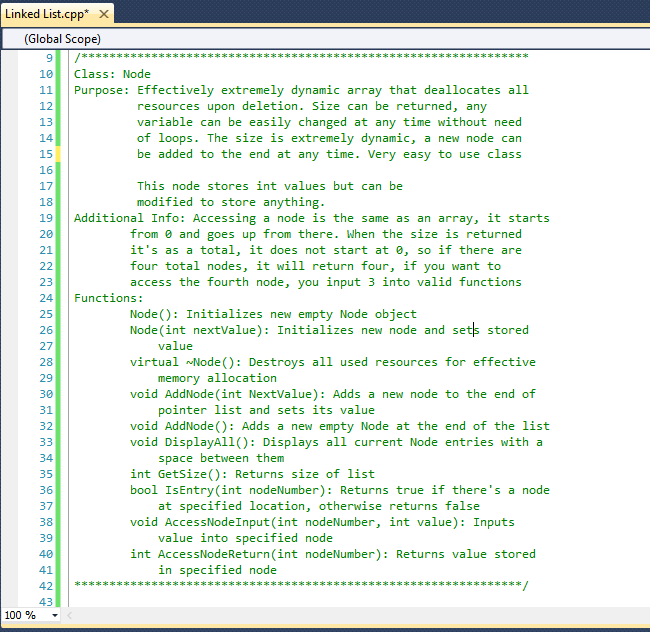 Linked List.cpp* ×
(Global Scope)
9 /***************************************************************
10 Class: Node
11 Purpose: Effectively extremely dynamic array that deallocates all
12 resources upon deletion. Size can be returned, any
13 variable can be easily changed at any time without need
14 of loops. The size is extremely dynamic, a new node can
15 be added to the end at any time. Very easy to use class
16
17 This node stores int values but can be
18 modified to store anything.
19 Additional Info: Accessing a node is the same as an array, it starts
20 from 0 and goes up from there. When the size is returned
21 it's as a total, it does not start at 0, so if there are
22 four total nodes, it will return four, if you want to
23 access the fourth node, you input 3 into valid functions
24 Functions:
25 Node(): Initializes new empty Node object
26 Node(int nextValue): Initializes new node and sets stored
27 value
28 virtual ~Node(): Destroys all used resources for effective
29 memory allocation
30 void AddNode(int NextValue): Adds a new node to the end of
31 pointer list and sets its value
32 void AddNode(): Adds a new empty Node at the end of the list
33 void DisplayAll(): Displays all current Node entries with a
34 space between them
35 int GetSize(): Returns size of list
36 bool IsEntry(int nodeNumber): Returns true if there's a node
37 at specified location, otherwise returns false
38 void AccessNodeInput(int nodeNumber, int value): Inputs
39 value into specified node
40 int AccessNodeReturn(int nodeNumber): Returns value stored
41 in specified node
42 ***************************************************************/
43
100 %